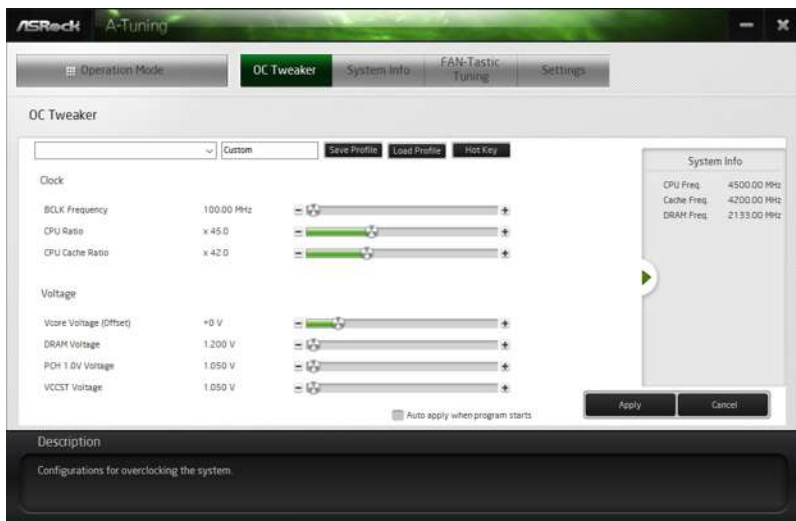 ASRock A-Tuning
Operation Mode OC Tweaker System Info FAN-Tastic Tuning Settings
OC Tweaker
Custom Save Profile Load Profile Hot Key
System Info
Clock
CPU Freq. 4500.00 MHz
Cache Freq. 4200.00 MHz
DRAM Freq. 2133.00 MHz
BCLK Frequency 100.00 MHz
CPU Ratio x 45.0
CPU Cache Ratio x 42.0
Voltage
Vcore Voltage (Offset) +0 V
DRAM Voltage 1.200 V
PCH 1.0V Voltage 1.050 V
VCCST Voltage 1.050 V
Auto apply when program starts
Apply Cancel
Description
Configurations for overclocking the system.